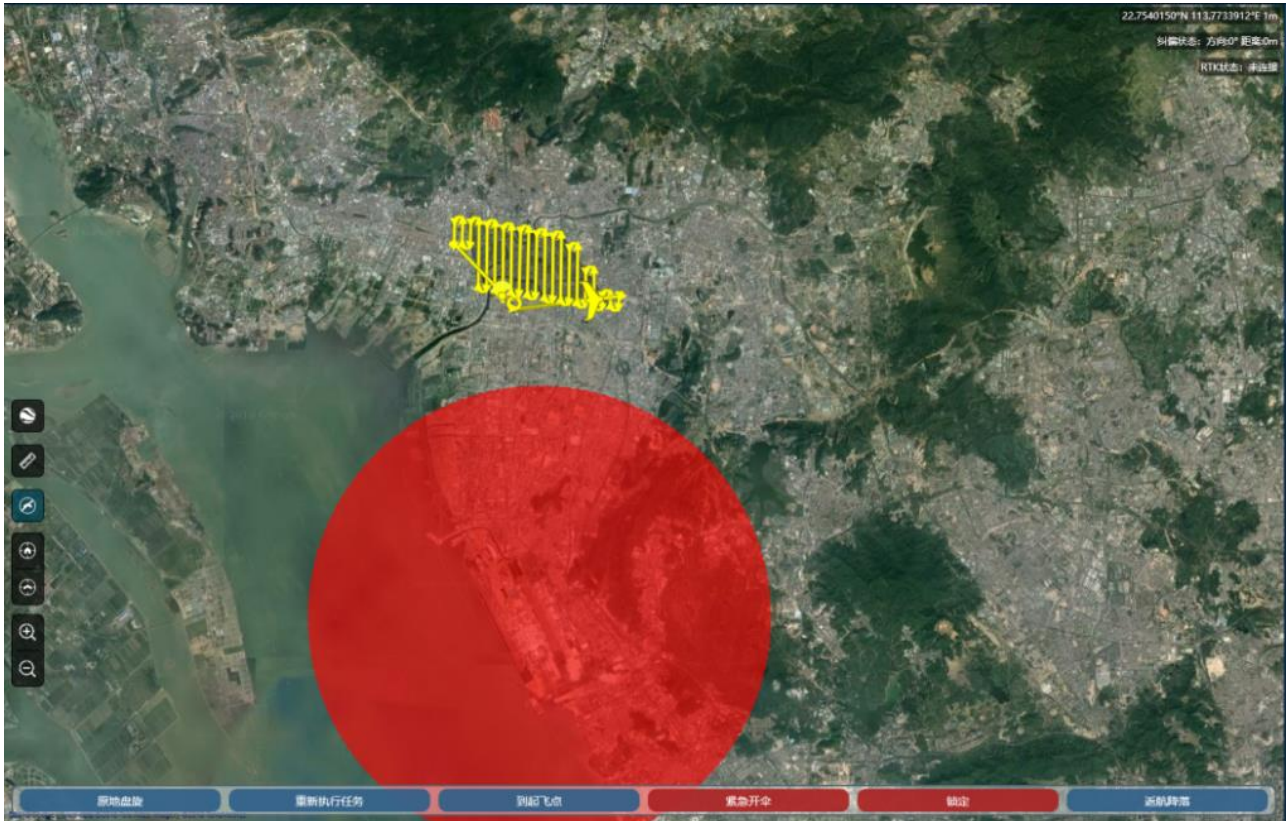 22.7540150°N 113.7733912°E 1m
纠偏状态：方向:0° 距离:0m
RTK状态：未连接
原地盘旋
重新执行任务
到起飞点
紧急开伞
锁定
返航降落